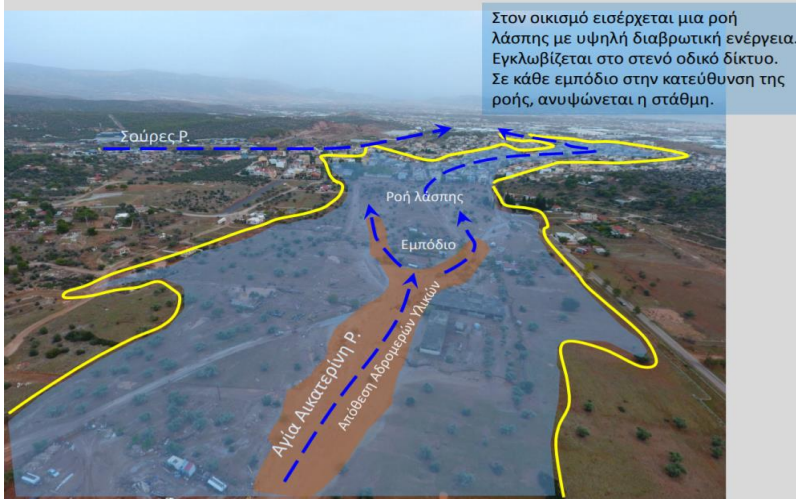 Στον οικισμό εισέρχεται μια ροή
λάσπης με υψηλή διαβρωτική ενέργεια.
Εγκλωβίζεται στο στενό οδικό δίκτυο.
Σε κάθε εμπόδιο στην κατεύθυνση της
ροής, ανυψώνεται η στάθμη.
Σούρες Ρ.
Ροή λάσπης
Εμπόδιο
Αγία Αικατερίνη Ρ.
Απόθεση Αδρομερών Υλικών